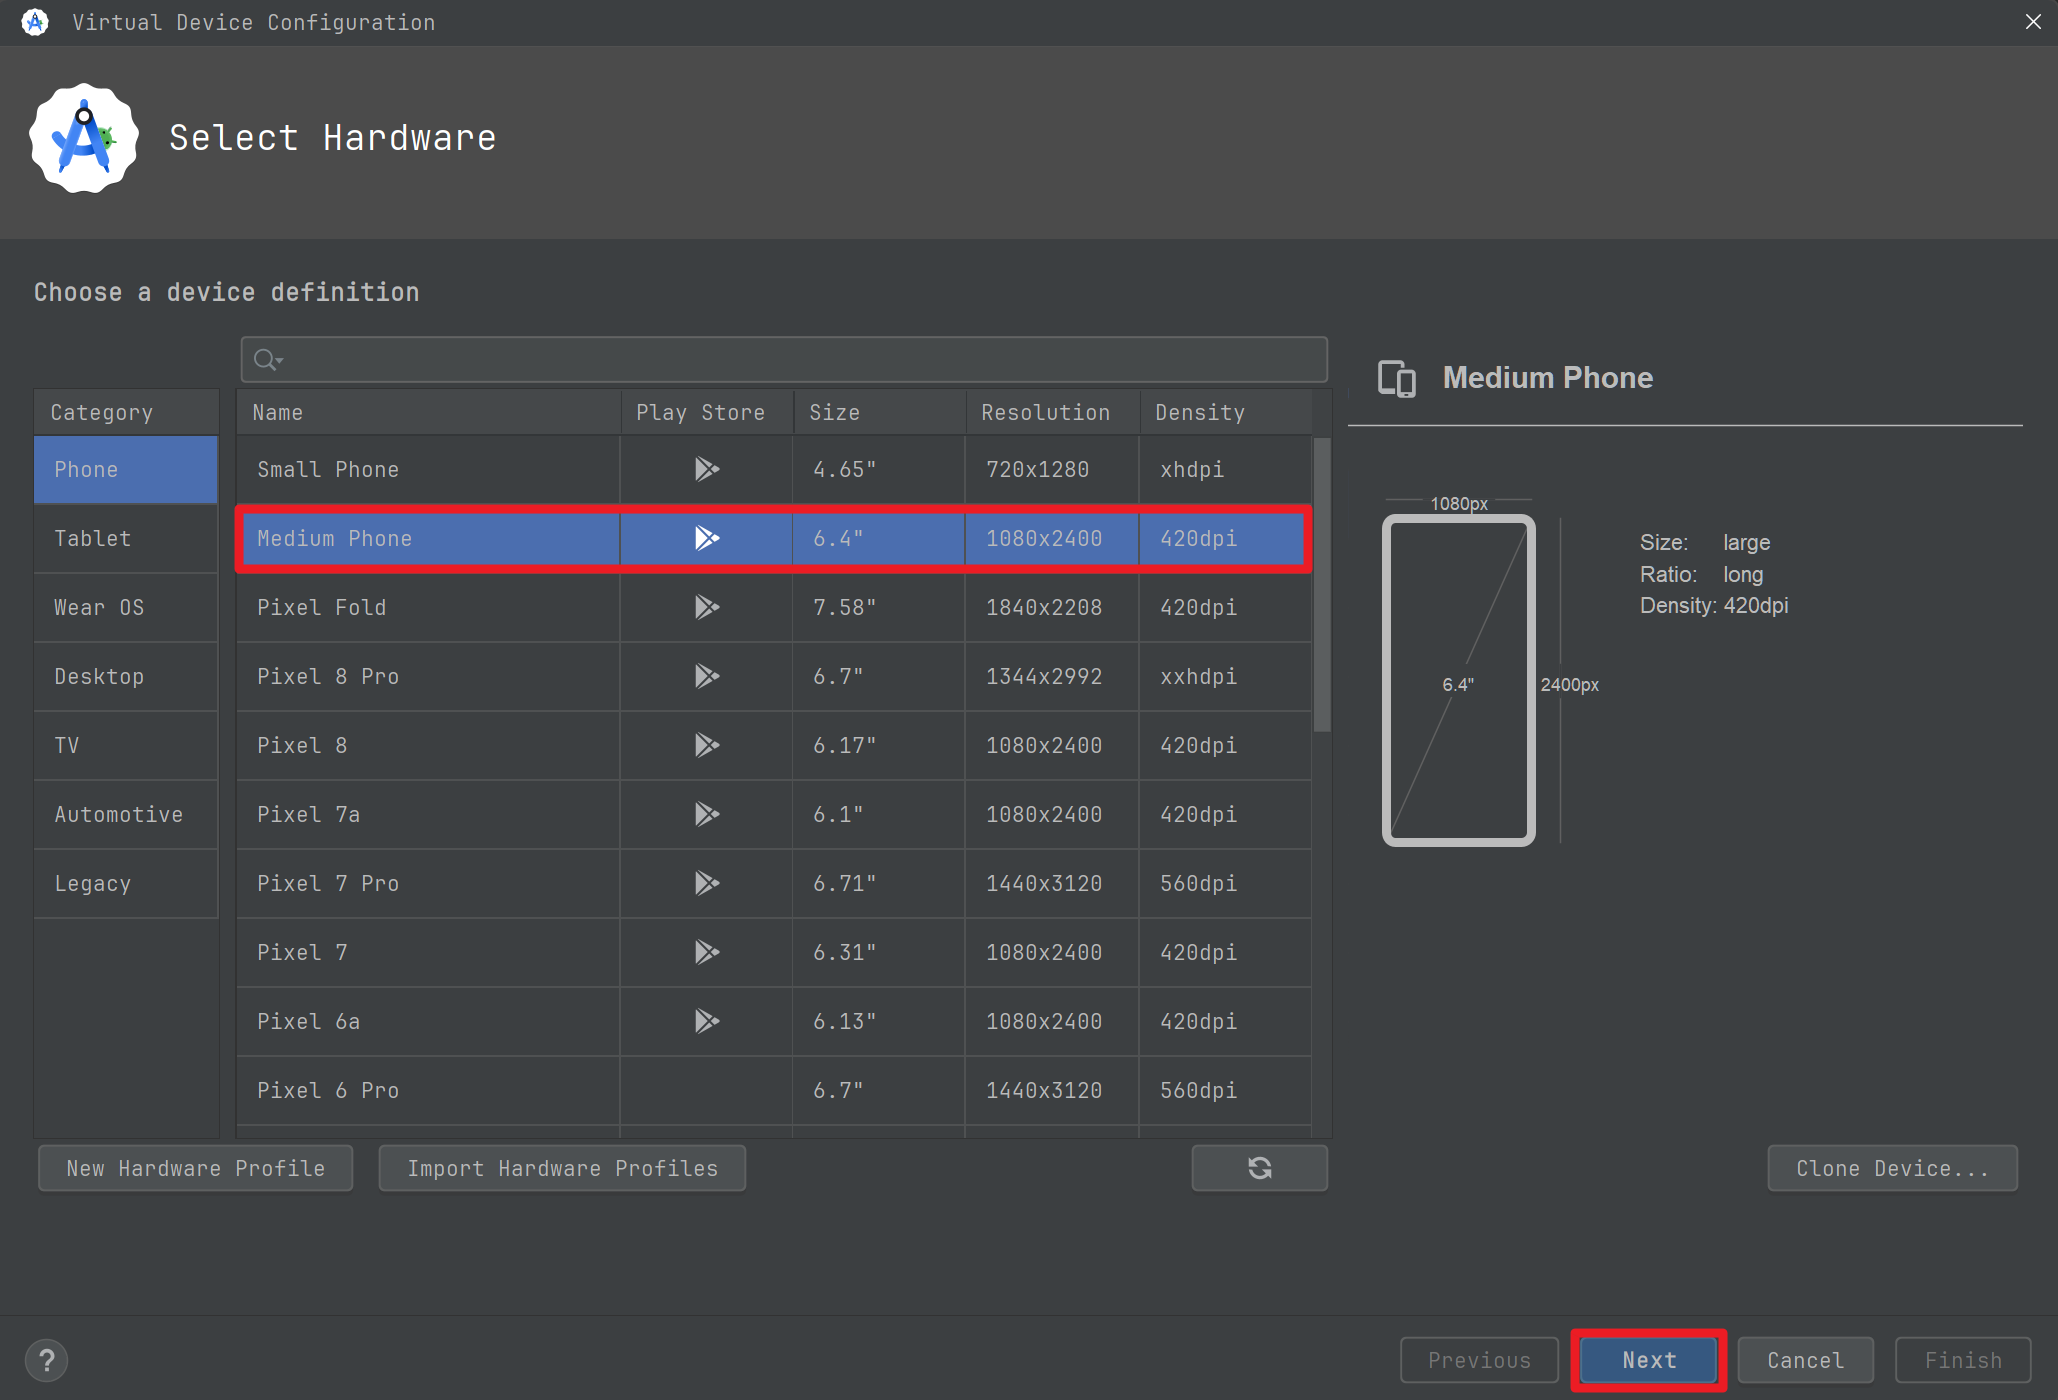 Virtual Device Configuration
Select Hardware
Choose a device definition
Category
Phone
Tablet
Wear OS
Desktop
TV
Automotive
Legacy
Name Play Store Size Resolution Density
Small Phone 4.65" 720x1280 xhdpi
Medium Phone 6.4" 1080x2400 420dpi
Pixel Fold 7.58" 1840x2208 420dpi
Pixel 8 Pro 6.7" 1344x2992 xxhdpi
Pixel 8 6.17" 1080x2400 420dpi
Pixel 7a 6.1" 1080x2400 420dpi
Pixel 7 Pro 6.71" 1440x3120 560dpi
Pixel 7 6.31" 1080x2400 420dpi
Pixel 6a 6.13" 1080x2400 420dpi
Pixel 6 Pro 6.7" 1440x3120 560dpi
Medium Phone
1080px
6.4"
2400px
Size: large
Ratio: long
Density: 420dpi
New Hardware Profile
Import Hardware Profiles
Clone Device...
?
Previous
Next
Cancel
Finish